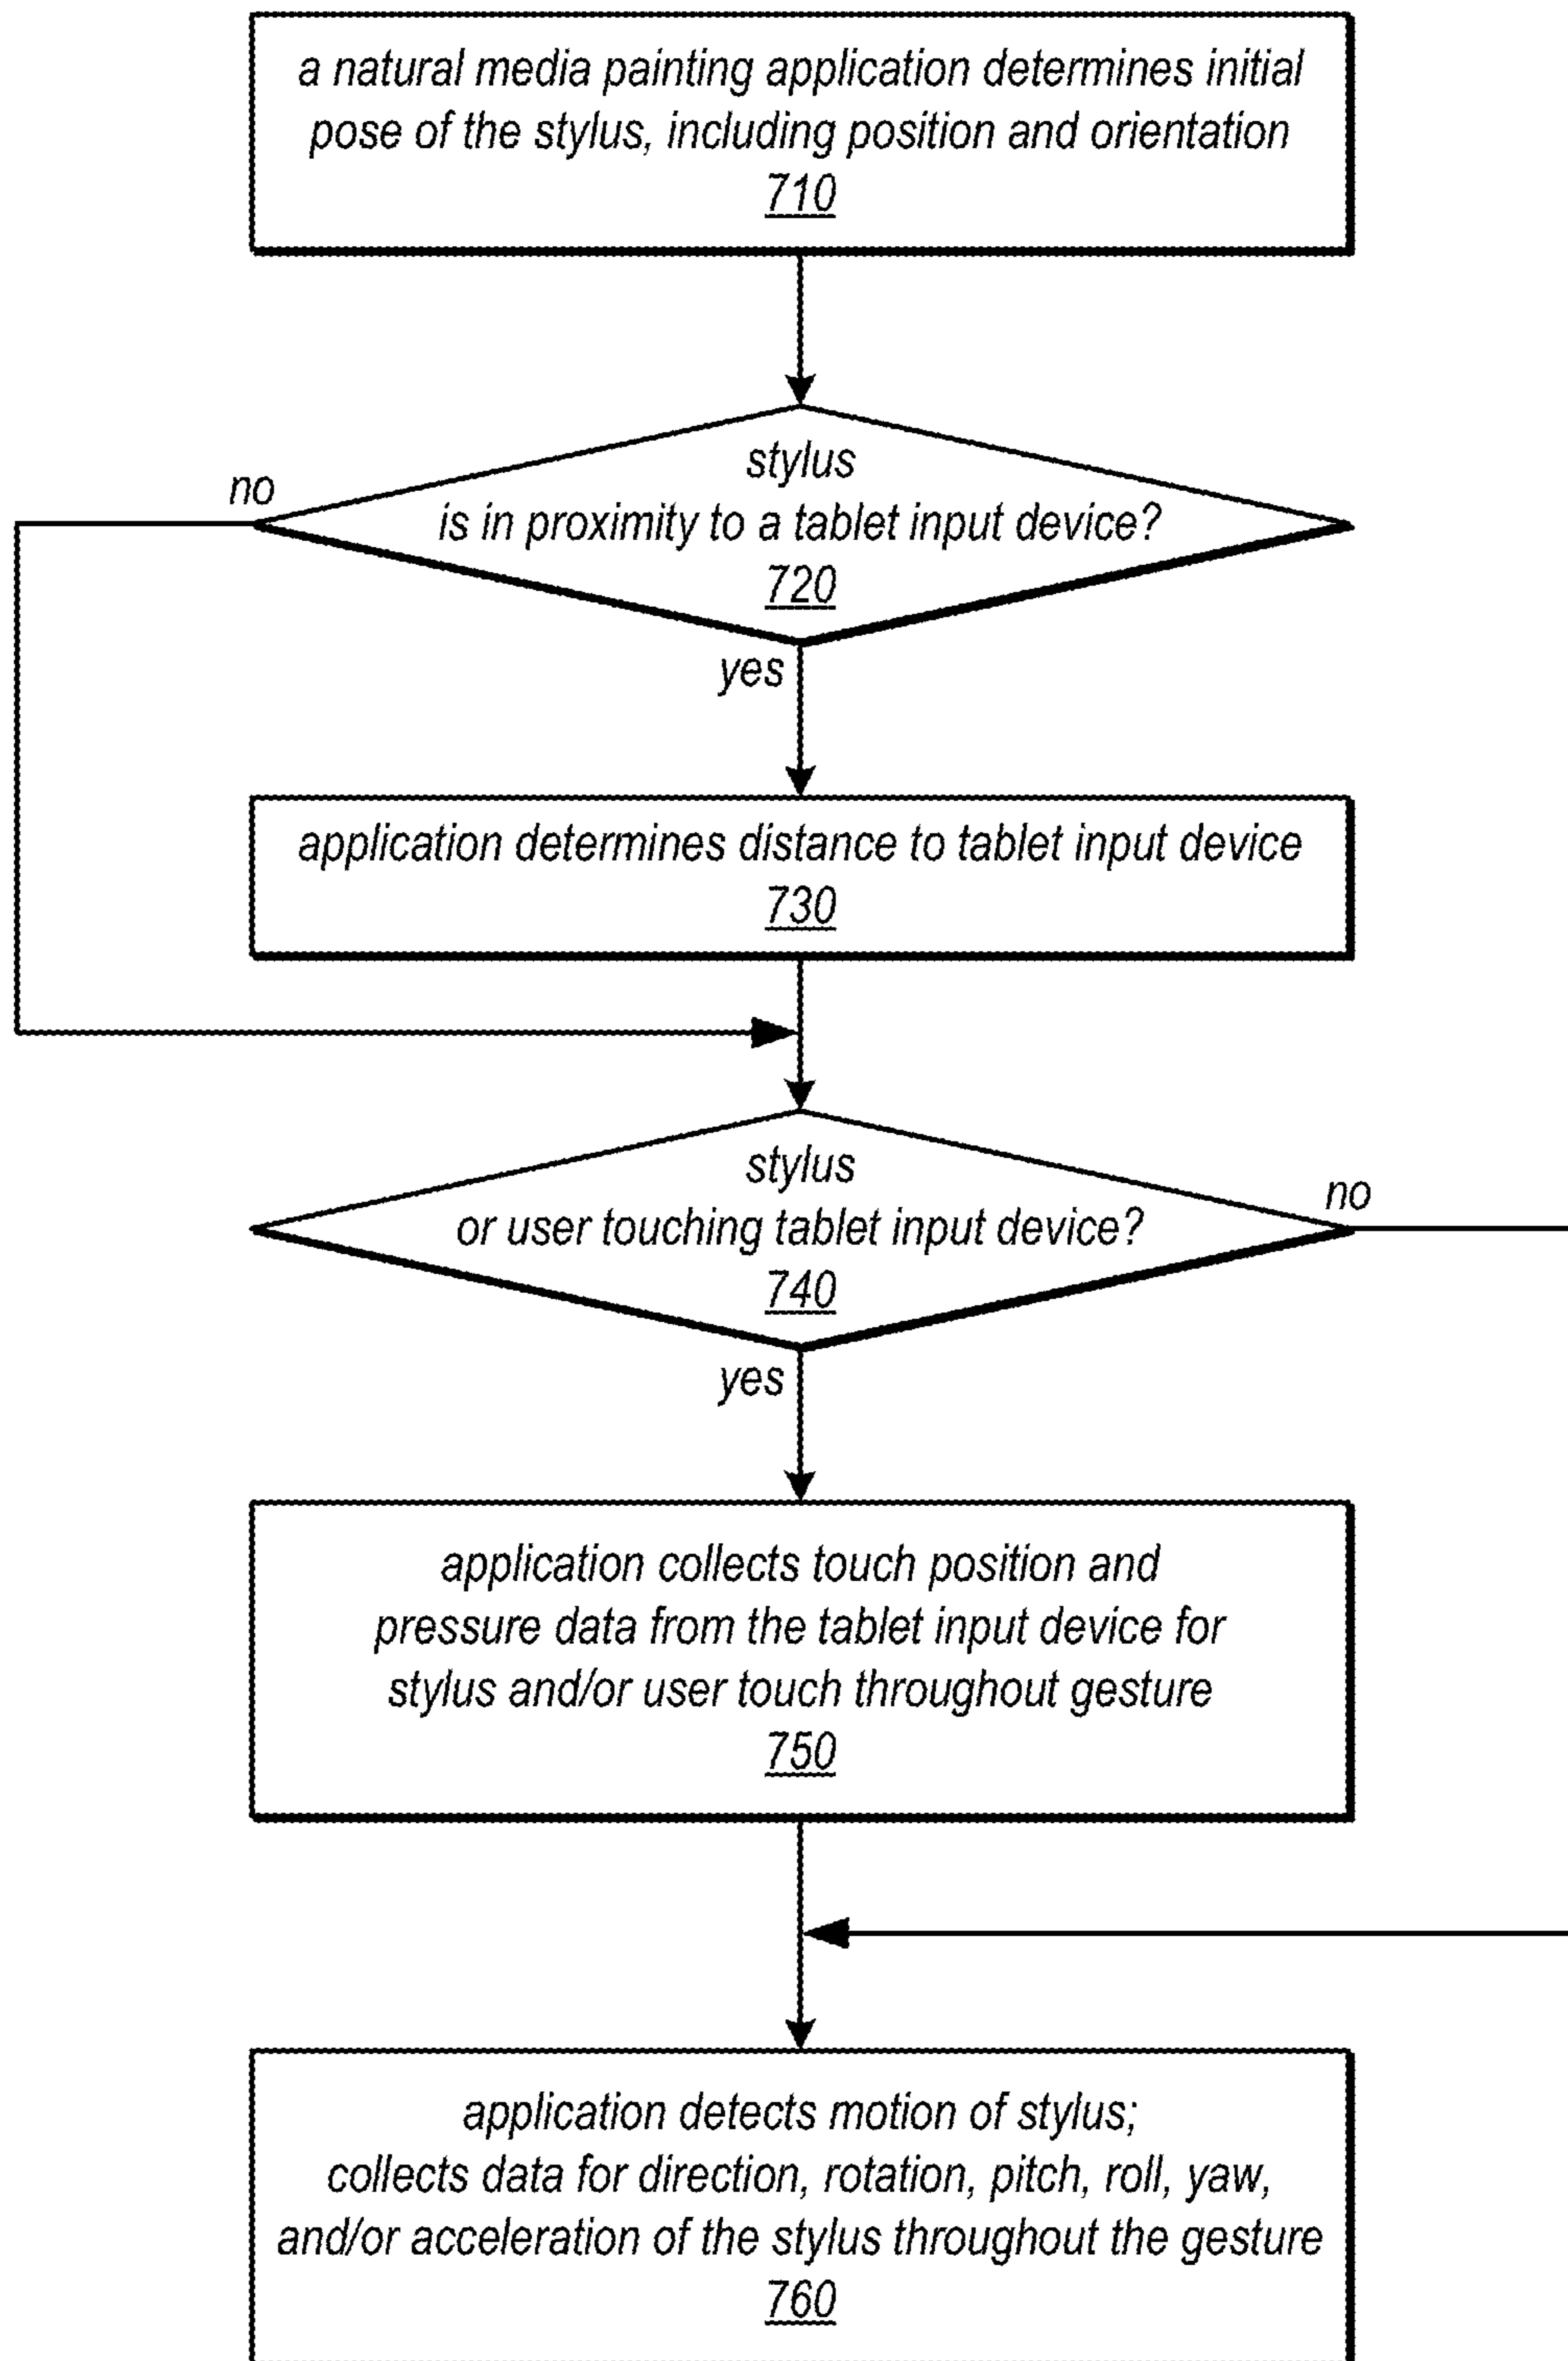 a natural media painting application determines initial
pose of the stylus, including position and orientation
710
stylus
no
is in proximity to a tablet input device?
720
yes
application determines distance to tablet input device
730
stylus
no
or user touching tablet input device?
740
yes
application collects touch position and
pressure data from the tablet input device for
stylus and/or user touch throughout gesture
750
application detects motion of stylus;
collects data for direction, rotation, pitch, roll, yaw,
and/or acceleration of the stylus throughout the gesture
760